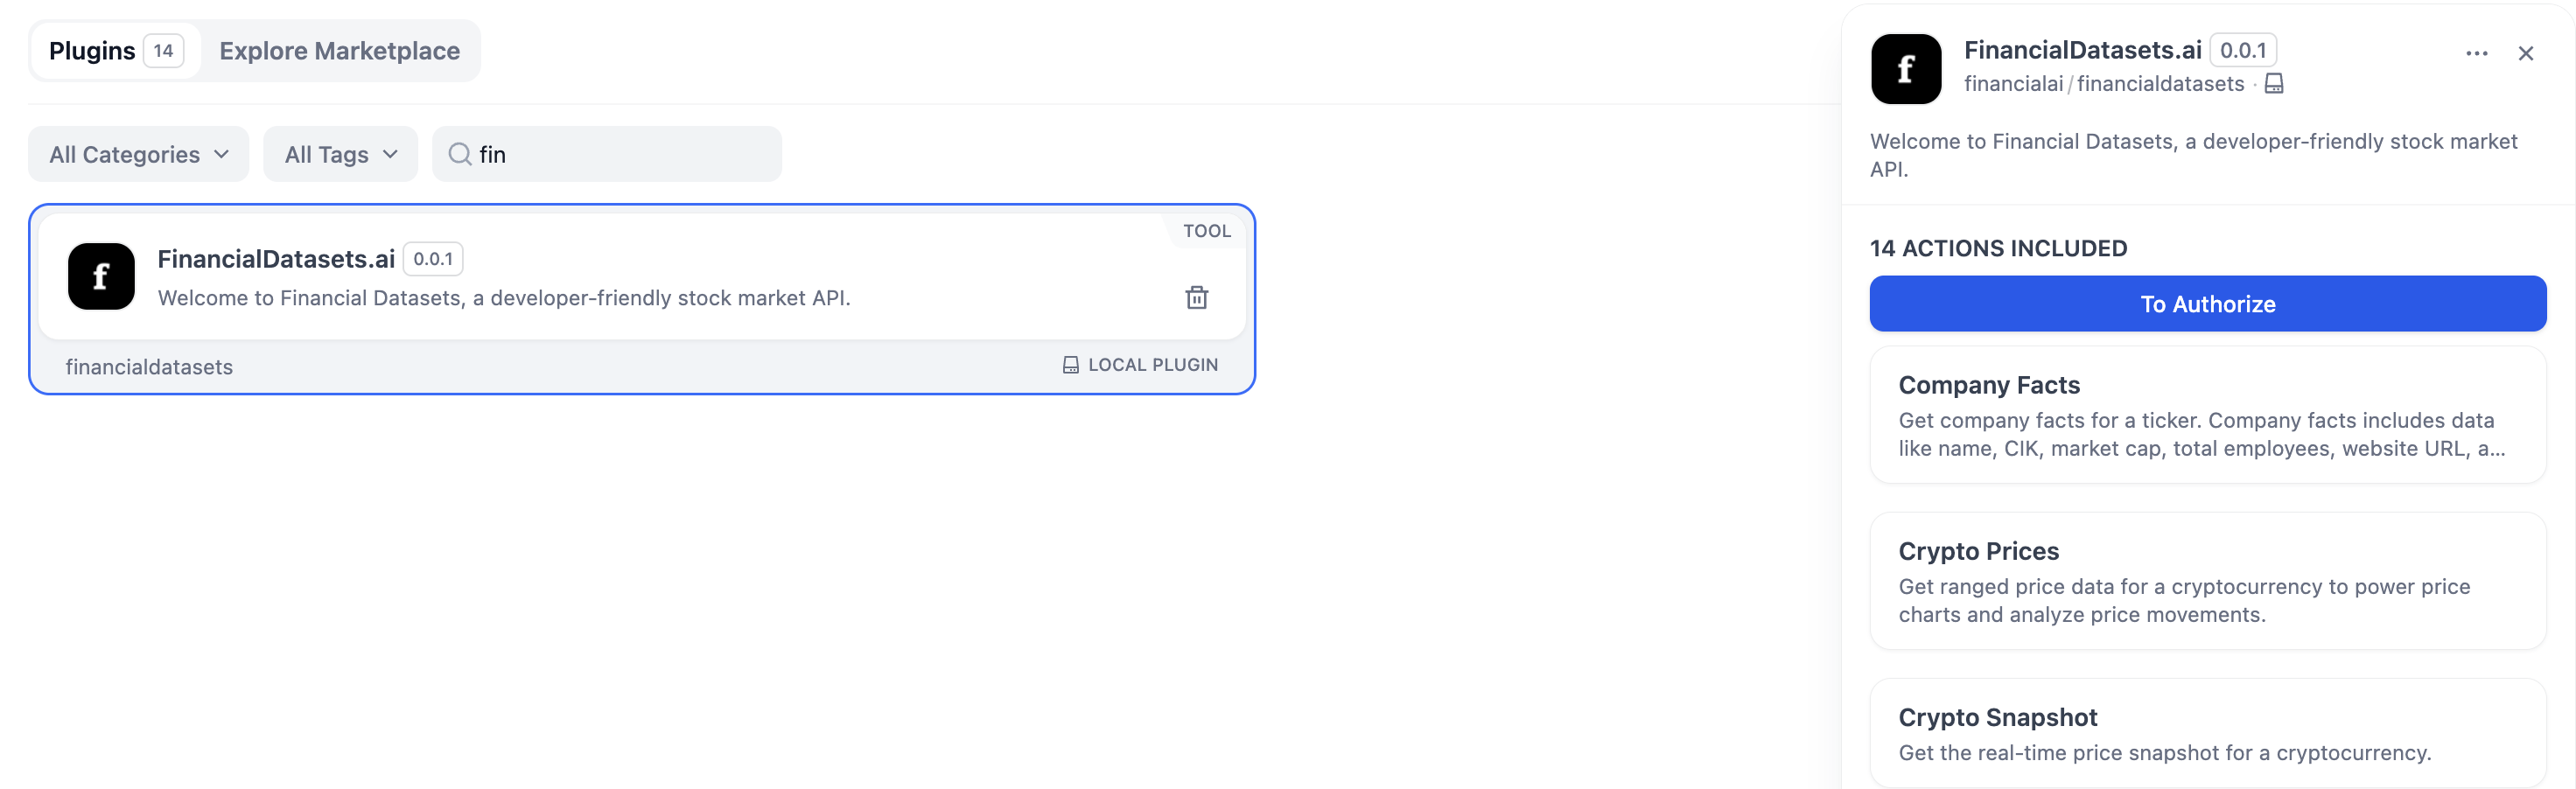 Plugins 14 Explore Marketplace
All Categories All Tags fin
TOOL
f FinancialDatasets.ai 0.0.1
Welcome to Financial Datasets, a developer-friendly stock market API.
financialdatasets LOCAL PLUGIN
f FinancialDatasets.ai 0.0.1
financialai / financialdatasets ·
Welcome to Financial Datasets, a developer-friendly stock market
API.
14 ACTIONS INCLUDED
To Authorize
Company Facts
Get company facts for a ticker. Company facts includes data
like name, CIK, market cap, total employees, website URL, a...
Crypto Prices
Get ranged price data for a cryptocurrency to power price
charts and analyze price movements.
Crypto Snapshot
Get the real-time price snapshot for a cryptocurrency.